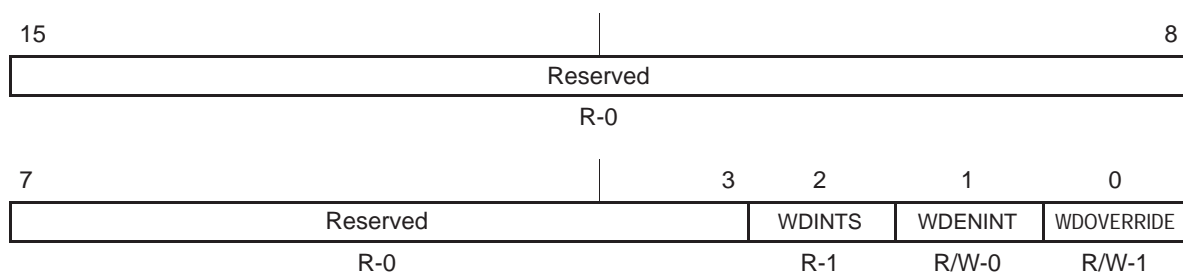 15 8
Reserved
R-0
7 3 2 1 0
Reserved WDINTS WDENINT WDOVERRIDE
R-0 R-1 R/W-0 R/W-1